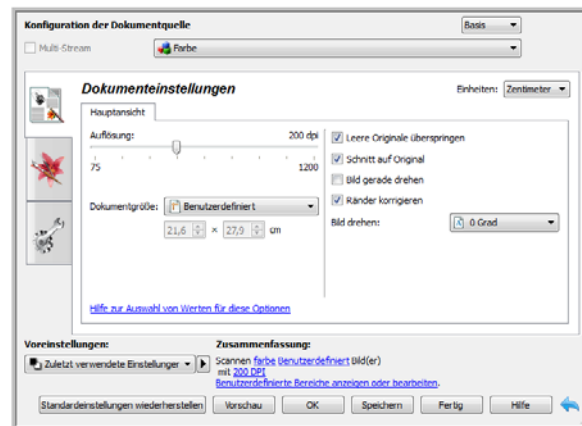 Konfiguration der Dokumentquelle
Basis
Multi-Stream
Farbe
Dokumenteinstellungen
Einheiten: Zentimeter
Hauptansicht
Auflösung: 200 dpi
75 1200
Leere Originale überspringen
Schnitt auf Original
Bild gerade drehen
Ränder korrigieren
Dokumentgröße: Benutzerdefiniert
21,6 × 27,9 cm
Bild drehen: 0 Grad
Hilfe zur Auswahl von Werten für diese Optionen
Voreinstellungen:
Zuletzt verwendete Einstellungen
Zusammenfassung:
Scannen farbe Benutzerdefiniert Bild(er)
mit 200 DPI
Benutzerdefinierte Bereiche anzeigen oder bearbeiten.
Standardeinstellungen wiederherstellen Vorschau OK Speichern Fertig Hilfe